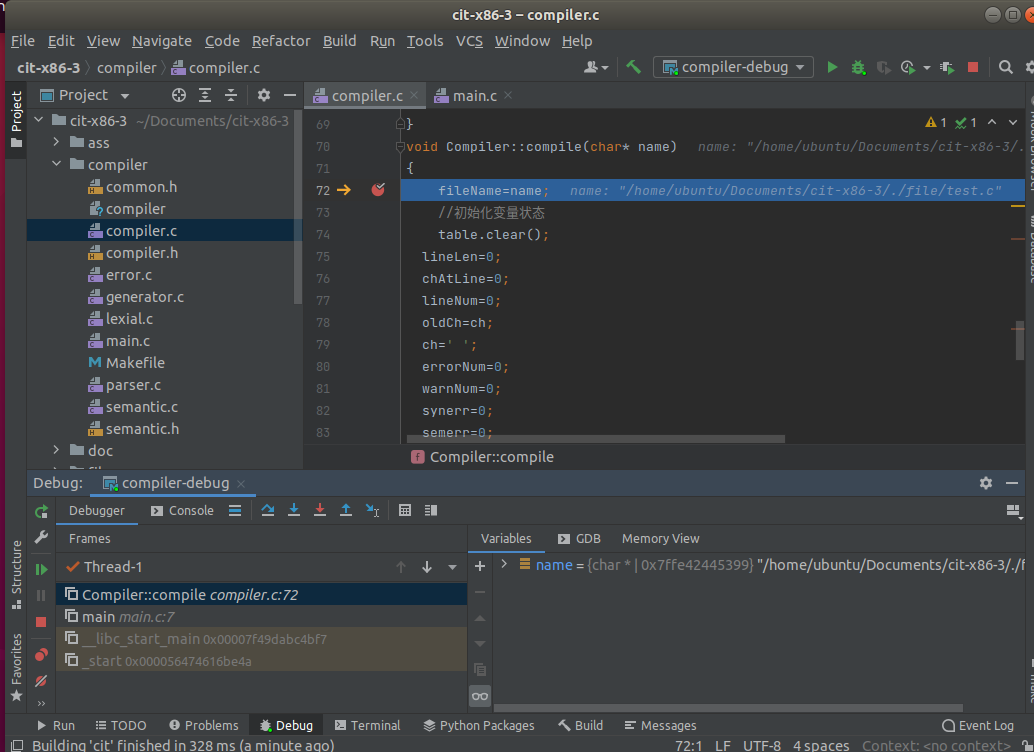 cit-x86-3 – compiler.c
File Edit View Navigate Code Refactor Build Run Tools VCS Window Help
cit-x86-3 compiler compiler.c compiler-debug
Project Project compiler.c main.c
cit-x86-3 ~/Documents/cit-x86-3
ass
compiler
common.h
compiler
compiler.c
compiler.h
error.c
generator.c
lexial.c
main.c
Makefile
parser.c
semantic.c
semantic.h
doc
1 1
69 }
70 void Compiler::compile(char* name) name: "/home/ubuntu/Documents/cit-x86-3/.
71 {
72 fileName=name; name: "/home/ubuntu/Documents/cit-x86-3/./file/test.c"
73 //初始化变量状态
74 table.clear();
75 lineLen=0;
76 chAtLine=0;
77 lineNum=0;
78 oldCh=ch;
79 ch=' ';
80 errorNum=0;
81 warnNum=0;
82 synerr=0;
83 semerr=0;
Compiler::compile
Debug: compiler-debug
Debugger Console
Frames Variables GDB Memory View
Thread-1
name = {char * | 0x7ffe42445399} "/home/ubuntu/Documents/cit-x86-3/./f
Compiler::compile compiler.c:72
main main.c:7
__libc_start_main 0x00007f49dabc4bf7
_start 0x000056474616be4a
Structure
Favorites
Run TODO Problems Debug Terminal Python Packages Build Messages Event Log
Building 'cit' finished in 328 ms (a minute ago) 72:1 LF UTF-8 4 spaces Context: <no context>